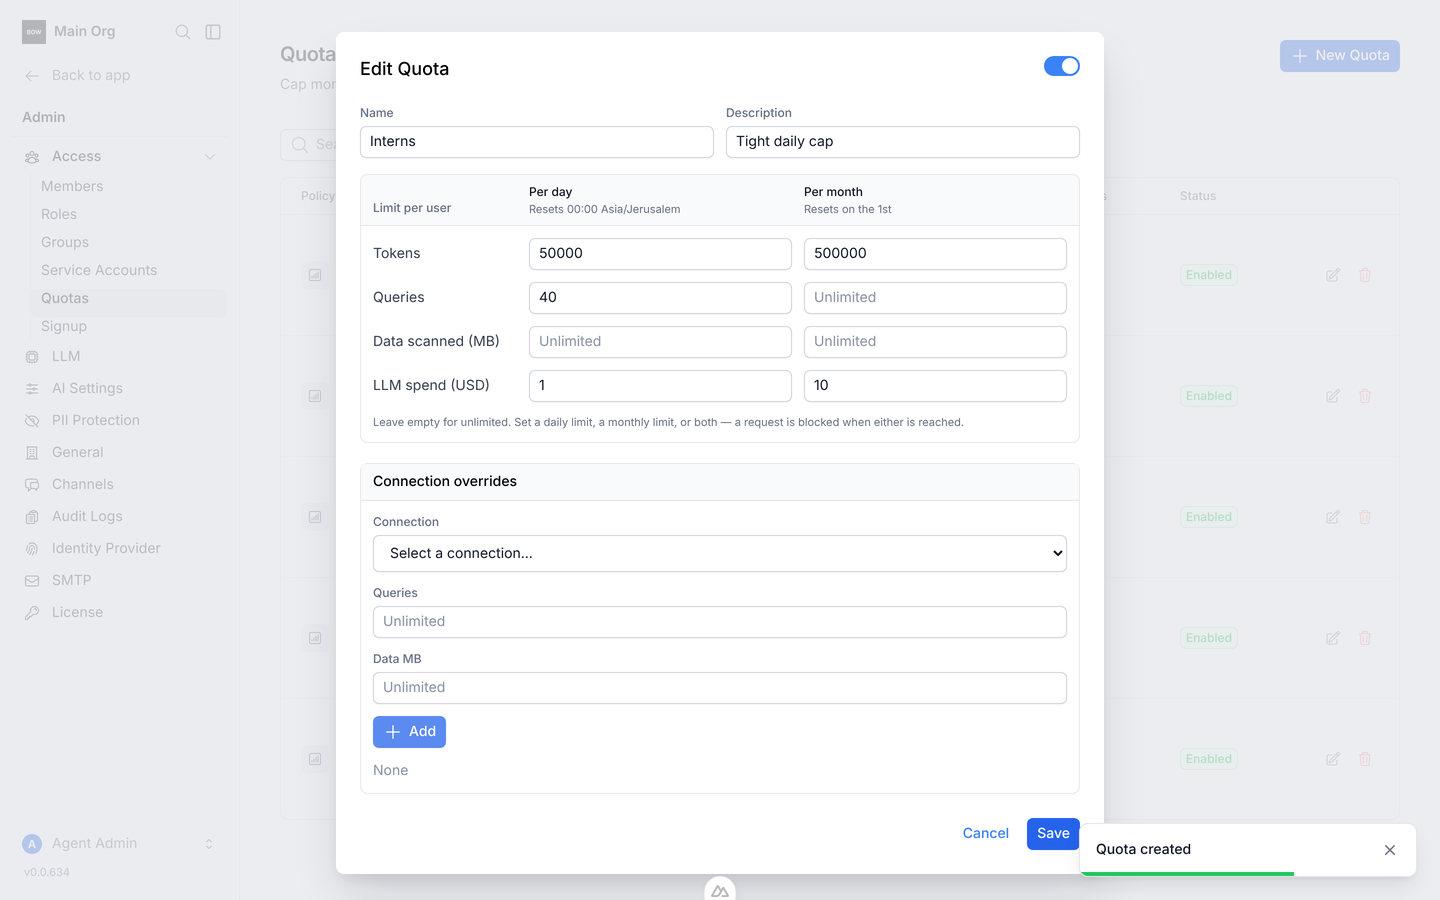 BOW Main Org
Back to app
Admin
Access
Members
Roles
Groups
Service Accounts
Quotas
Signup
LLM
AI Settings
PII Protection
General
Channels
Audit Logs
Identity Provider
SMTP
License
A Agent Admin
v0.0.634
Quota
Cap mor
New Quota
Sea
Policy
s
Status
Enabled
Enabled
Enabled
Enabled
Enabled
Edit Quota
Name
Description
Interns
Tight daily cap
Limit per user
Per day
Resets 00:00 Asia/Jerusalem
Per month
Resets on the 1st
Tokens 50000 500000
Queries 40 Unlimited
Data scanned (MB) Unlimited Unlimited
LLM spend (USD) 1 10
Leave empty for unlimited. Set a daily limit, a monthly limit, or both — a request is blocked when either is reached.
Connection overrides
Connection
Select a connection...
Queries
Unlimited
Data MB
Unlimited
Add
None
Cancel
Save
Quota created